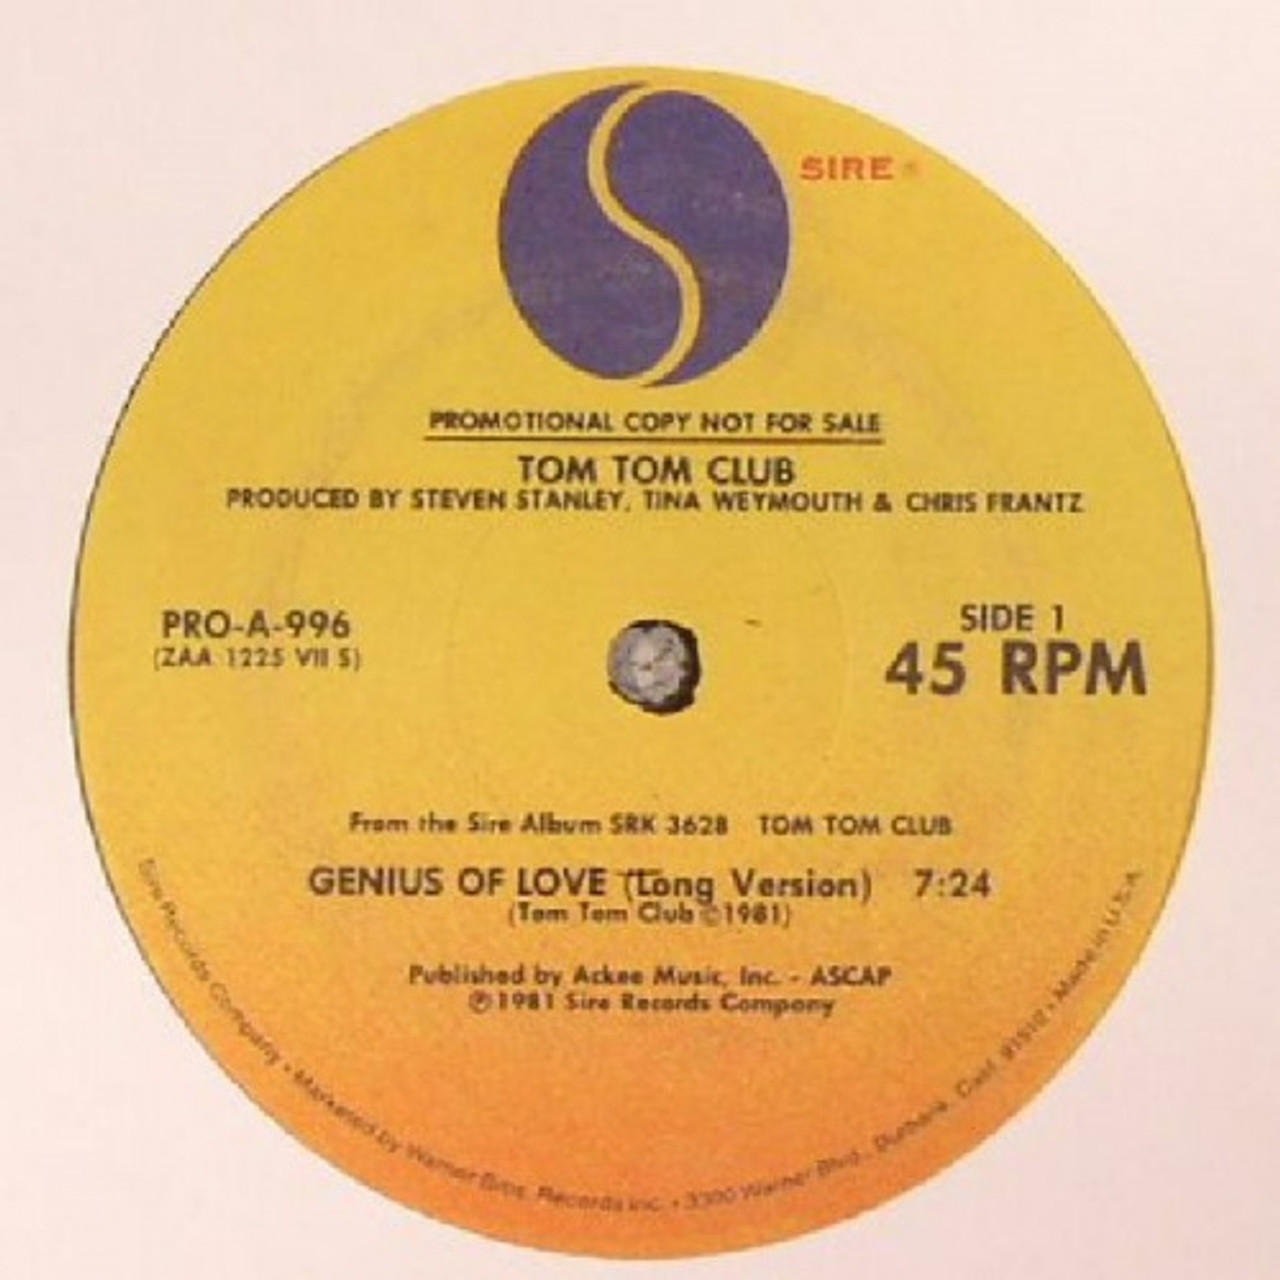 SIRE
PROMOTIONAL COPY NOT FOR SALE
TOM TOM CLUB
PRODUCED BY STEVEN STANLEY, TINA WEYMOUTH & CHRIS FRANTZ
PRO-A-996
(ZAA 1225 VII S)
SIDE 1
45 RPM
From the Sire Album SRK 3628 TOM TOM CLUB
GENIUS OF LOVE (Long Version) 7:24
(Tom Tom Club ©1981)
Published by Ackee Music, Inc. - ASCAP
℗1981 Sire Records Company
Sire Records Company • Marketed by Warner Bros. Records Inc. • 3300 Warner Blvd., Burbank, Calif. 91510 • Made in U.S.A.